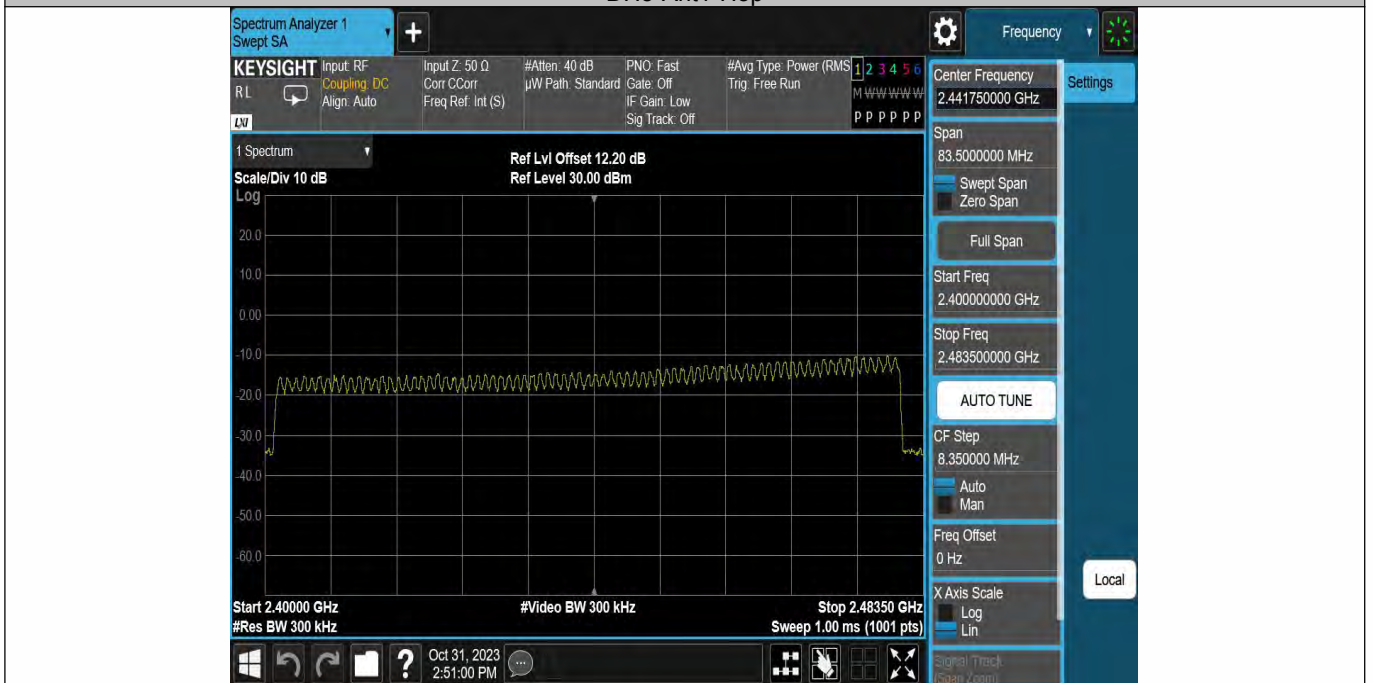 Spectrum Analyzer 1
Swept SA
+
Frequency
KEYSIGHT
RL
LXI
Input: RF
Coupling: DC
Align: Auto
Input Z: 50 Ω
Corr CCorr
Freq Ref: Int (S)
#Atten: 40 dB
µW Path: Standard
PNO: Fast
Gate: Off
IF Gain: Low
Sig Track: Off
#Avg Type: Power (RMS
Trig: Free Run
1 2 3 4 5 6
M W W W W W
P P P P P P
1 Spectrum
Scale/Div 10 dB
Ref Lvl Offset 12.20 dB
Ref Level 30.00 dBm
Log
20.0
10.0
0.00
-10.0
-20.0
-30.0
-40.0
-50.0
-60.0
Start 2.40000 GHz
#Video BW 300 kHz
Stop 2.48350 GHz
#Res BW 300 kHz
Sweep 1.00 ms (1001 pts)
?
Oct 31, 2023
2:51:00 PM
Center Frequency
2.441750000 GHz
Settings
Span
83.5000000 MHz
Swept Span
Zero Span
Full Span
Start Freq
2.400000000 GHz
Stop Freq
2.483500000 GHz
AUTO TUNE
CF Step
8.350000 MHz
Auto
Man
Freq Offset
0 Hz
X Axis Scale
Log
Lin
Local
Signal Track
(Span Zoom)